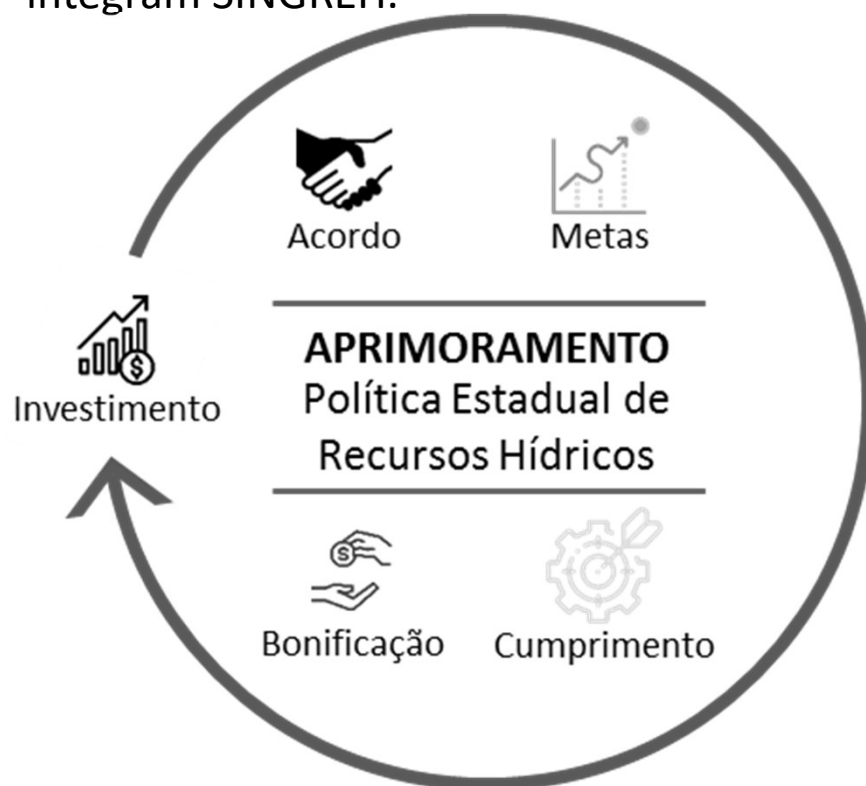 integram SINGREH.
Acordo
Metas
APRIMORAMENTO
Política Estadual de
Recursos Hídricos
Investimento
Bonificação
Cumprimento